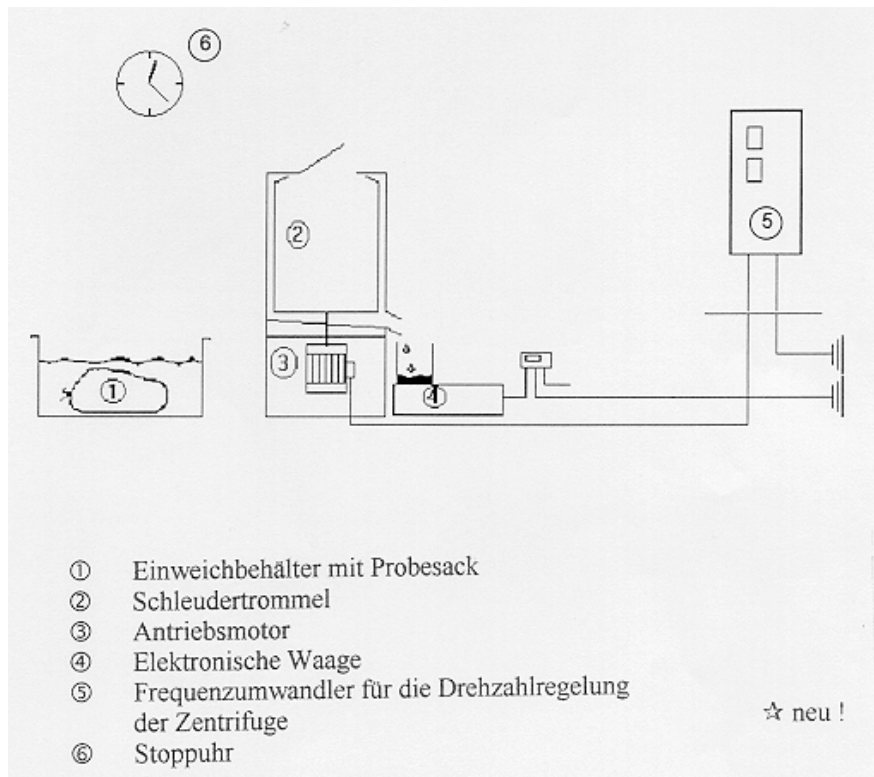 ⑥
⑤
②
③
①
④
① Einweichbehälter mit Probesack
② Schleudertrommel
③ Antriebsmotor
④ Elektronische Waage
⑤ Frequenzumwandler für die Drehzahlregelung
der Zentrifuge
☆ neu !
⑥ Stoppuhr